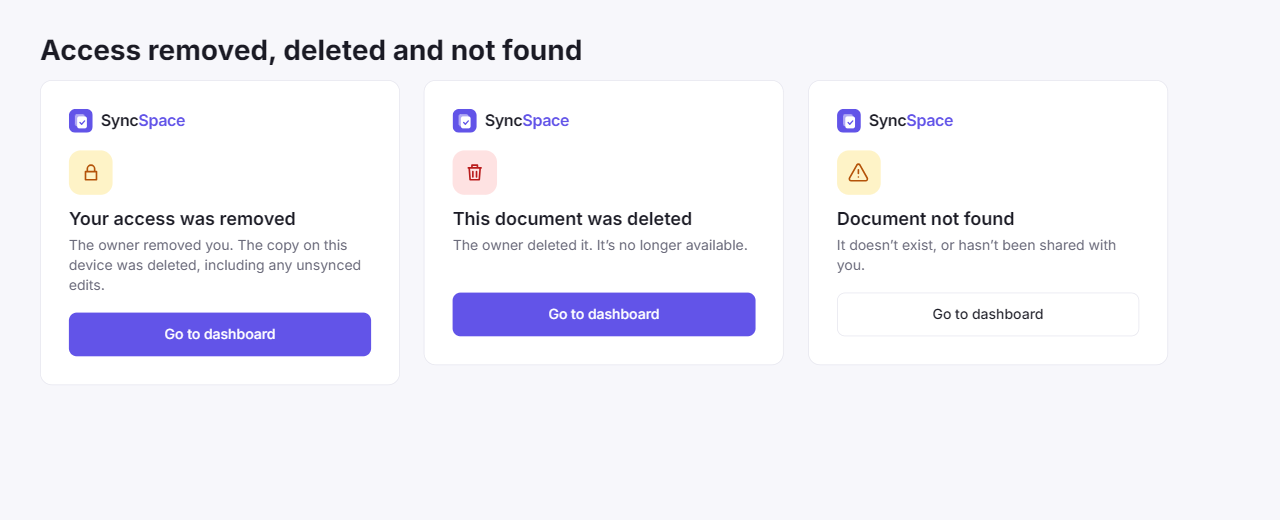 Access removed, deleted and not found
SyncSpace
Your access was removed
The owner removed you. The copy on this
device was deleted, including any unsynced
edits.
Go to dashboard
SyncSpace
This document was deleted
The owner deleted it. It’s no longer available.
Go to dashboard
SyncSpace
Document not found
It doesn’t exist, or hasn’t been shared with
you.
Go to dashboard